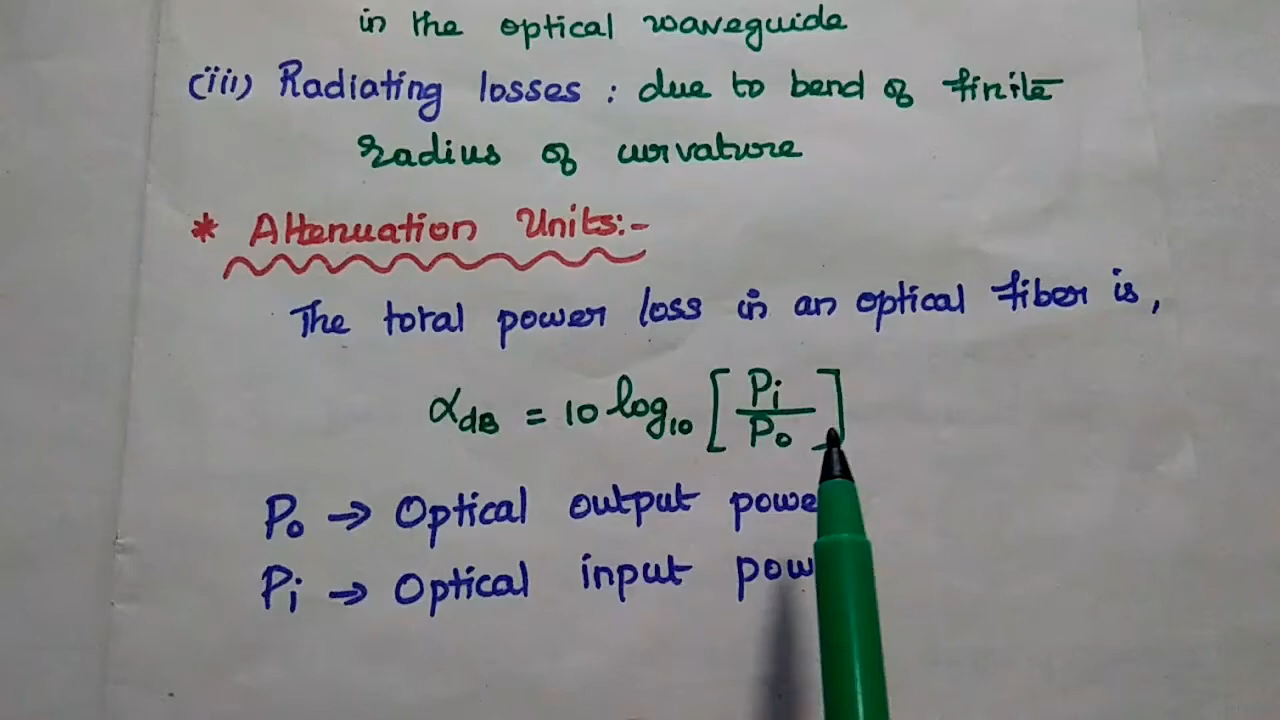 in the optical waveguide
(iii) Radiating losses : due to bend of finite
radius of curvature
* Attenuation Units:-
The total power loss in an optical fiber is,
α_dB = 10 log₁₀ [Pi/Po]
Po → Optical output powe
Pi → Optical input pow